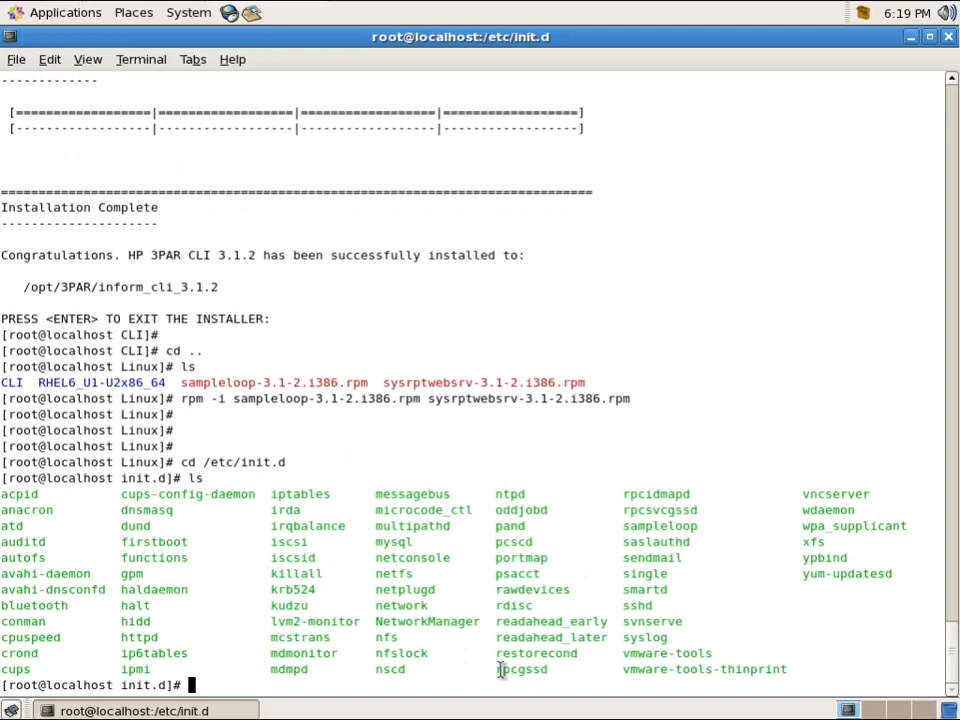 Applications Places System 6:19 PM
root@localhost:/etc/init.d
File Edit View Terminal Tabs Help
-------------
[==================|==================|==================|==================]
[------------------|------------------|------------------|------------------]
===============================================================================
Installation Complete
---------------------
Congratulations. HP 3PAR CLI 3.1.2 has been successfully installed to:
/opt/3PAR/inform_cli_3.1.2
PRESS <ENTER> TO EXIT THE INSTALLER:
[root@localhost CLI]#
[root@localhost CLI]# cd ..
[root@localhost Linux]# ls
CLI RHEL6_U1-U2x86_64 sampleloop-3.1-2.i386.rpm sysrptwebsrv-3.1-2.i386.rpm
[root@localhost Linux]# rpm -i sampleloop-3.1-2.i386.rpm sysrptwebsrv-3.1-2.i386.rpm
[root@localhost Linux]#
[root@localhost Linux]#
[root@localhost Linux]#
[root@localhost Linux]# cd /etc/init.d
[root@localhost init.d]# ls
acpid cups-config-daemon iptables messagebus ntpd rpcidmapd vncserver
anacron dnsmasq irda microcode_ctl oddjobd rpcsvcgssd wdaemon
atd dund irqbalance multipathd pand sampleloop wpa_supplicant
auditd firstboot iscsi mysql pcscd saslauthd xfs
autofs functions iscsid netconsole portmap sendmail ypbind
avahi-daemon gpm killall netfs psacct single yum-updatesd
avahi-dnsconfd haldaemon krb524 netplugd rawdevices smartd
bluetooth halt kudzu network rdisc sshd
conman hidd lvm2-monitor NetworkManager readahead_early svnserve
cpuspeed httpd mcstrans nfs readahead_later syslog
crond ip6tables mdmonitor nfslock restorecond vmware-tools
cups ipmi mdmpd nscd rpcgssd vmware-tools-thinprint
[root@localhost init.d]#
root@localhost:/etc/init.d